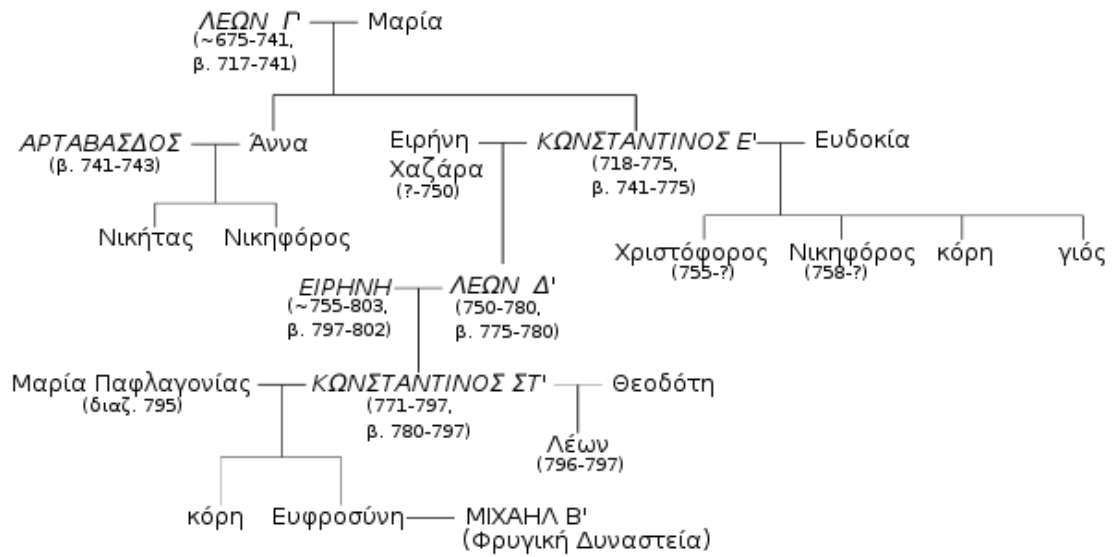 ΛΕΩΝ Γ' Μαρία
(~675-741,
β. 717-741)
ΑΡΤΑΒΑΣΔΟΣ Άννα Ειρήνη ΚΩΝΣΤΑΝΤΙΝΟΣ Ε' Ευδοκία
(β. 741-743) Χαζάρα (718-775,
(?-750) β. 741-775)
Νικήτας Νικηφόρος Χριστόφορος Νικηφόρος κόρη γιός
(755-?) (758-?)
ΕΙΡΗΝΗ ΛΕΩΝ Δ'
(~755-803, (750-780,
β. 797-802) β. 775-780)
Μαρία Παφλαγονίας ΚΩΝΣΤΑΝΤΙΝΟΣ ΣΤ' Θεοδότη
(διαζ. 795) (771-797,
β. 780-797) Λέων
(796-797)
κόρη Ευφροσύνη ΜΙΧΑΗΛ Β'
(Φρυγική Δυναστεία)